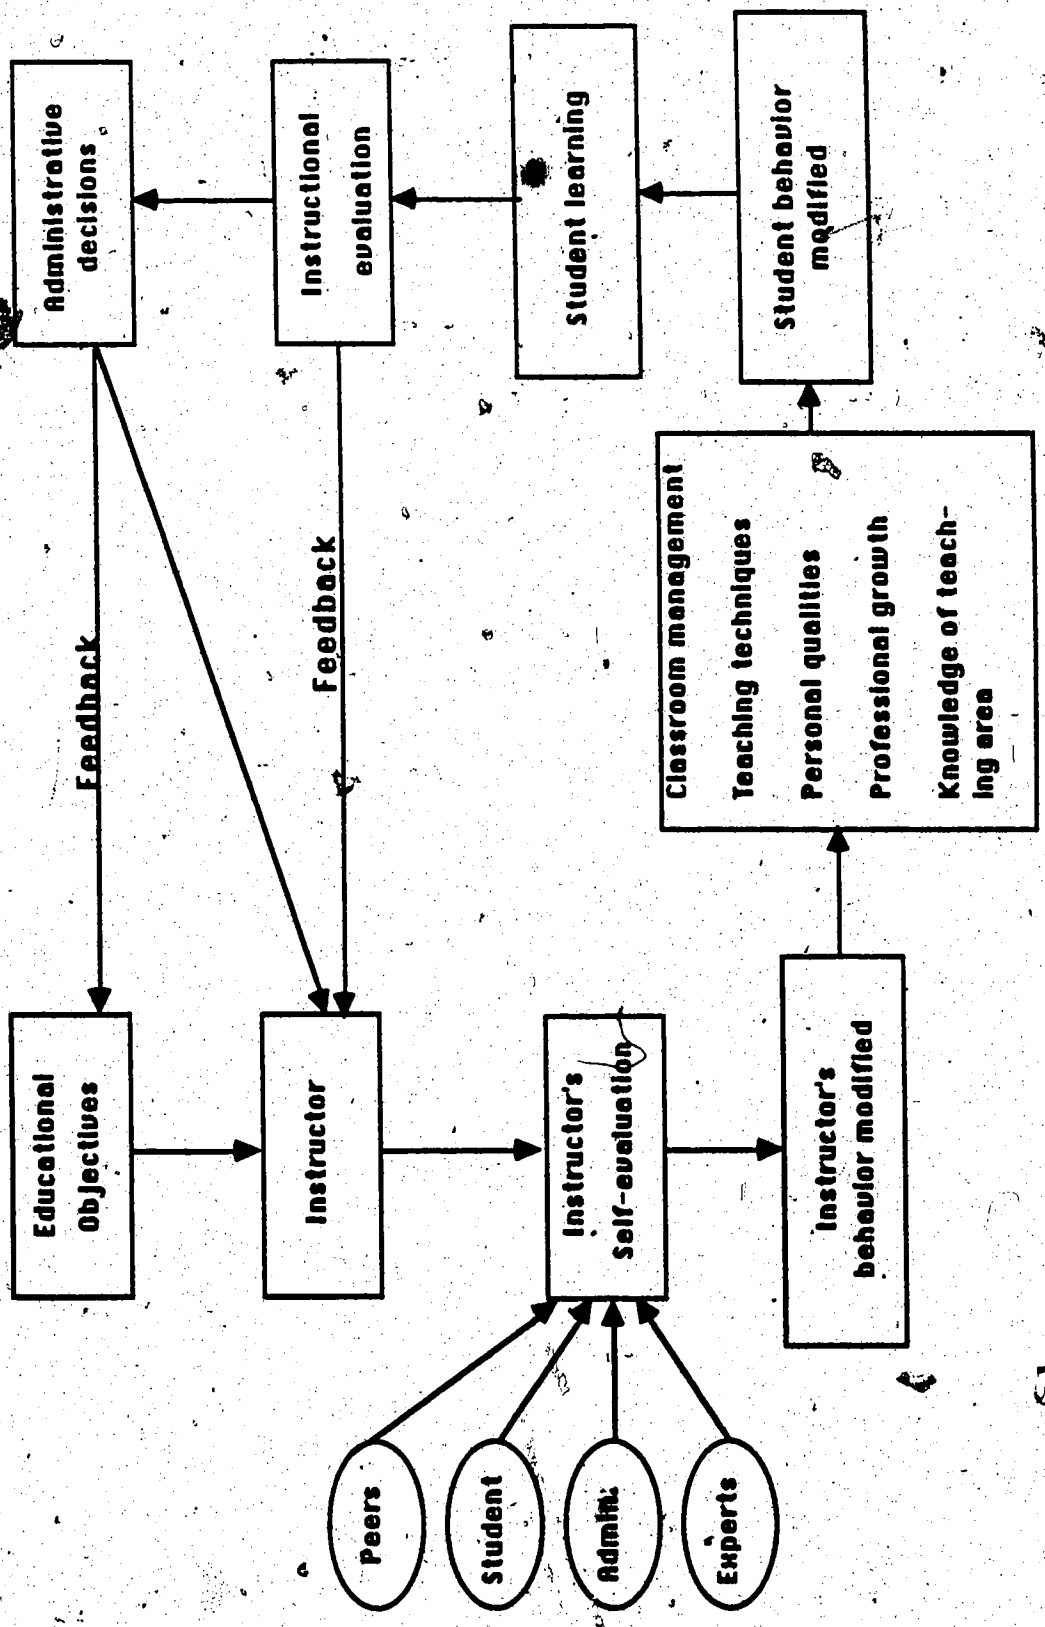 Educational
Objectives
Feedback
Administrative
decisions
Instructor
Feedback
Instructional
evaluation
Peers
Student
Admin.
Experts
Instructor's
Self-evaluation
Student learning
Instructor's
behavior modified
Classroom management
Teaching techniques
Personal qualities
Professional growth
Knowledge of teach-
ing area
Student behavior
modified